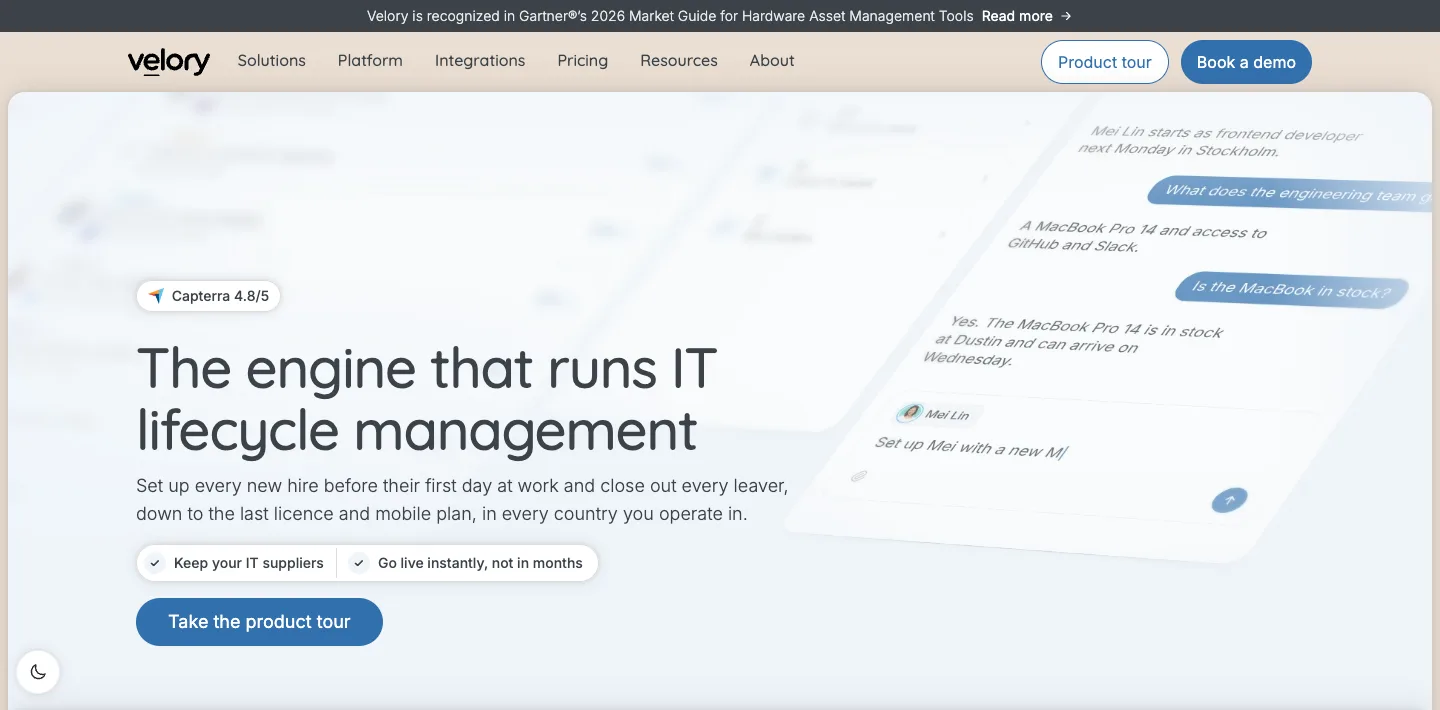 Velory is recognized in Gartner®'s 2026 Market Guide for Hardware Asset Management Tools Read more →
velory
Solutions
Platform
Integrations
Pricing
Resources
About
Product tour
Book a demo
Mei Lin starts as frontend developer
next Monday in Stockholm.
What does the engineering team g
A MacBook Pro 14 and access to
GitHub and Slack.
Is the MacBook in stock?
Yes. The MacBook Pro 14 is in stock
at Dustin and can arrive on
Wednesday.
Mei Lin
Set up Mei with a new M
Capterra 4.8/5
The engine that runs IT
lifecycle management
Set up every new hire before their first day at work and close out every leaver,
down to the last licence and mobile plan, in every country you operate in.
Keep your IT suppliers
Go live instantly, not in months
Take the product tour